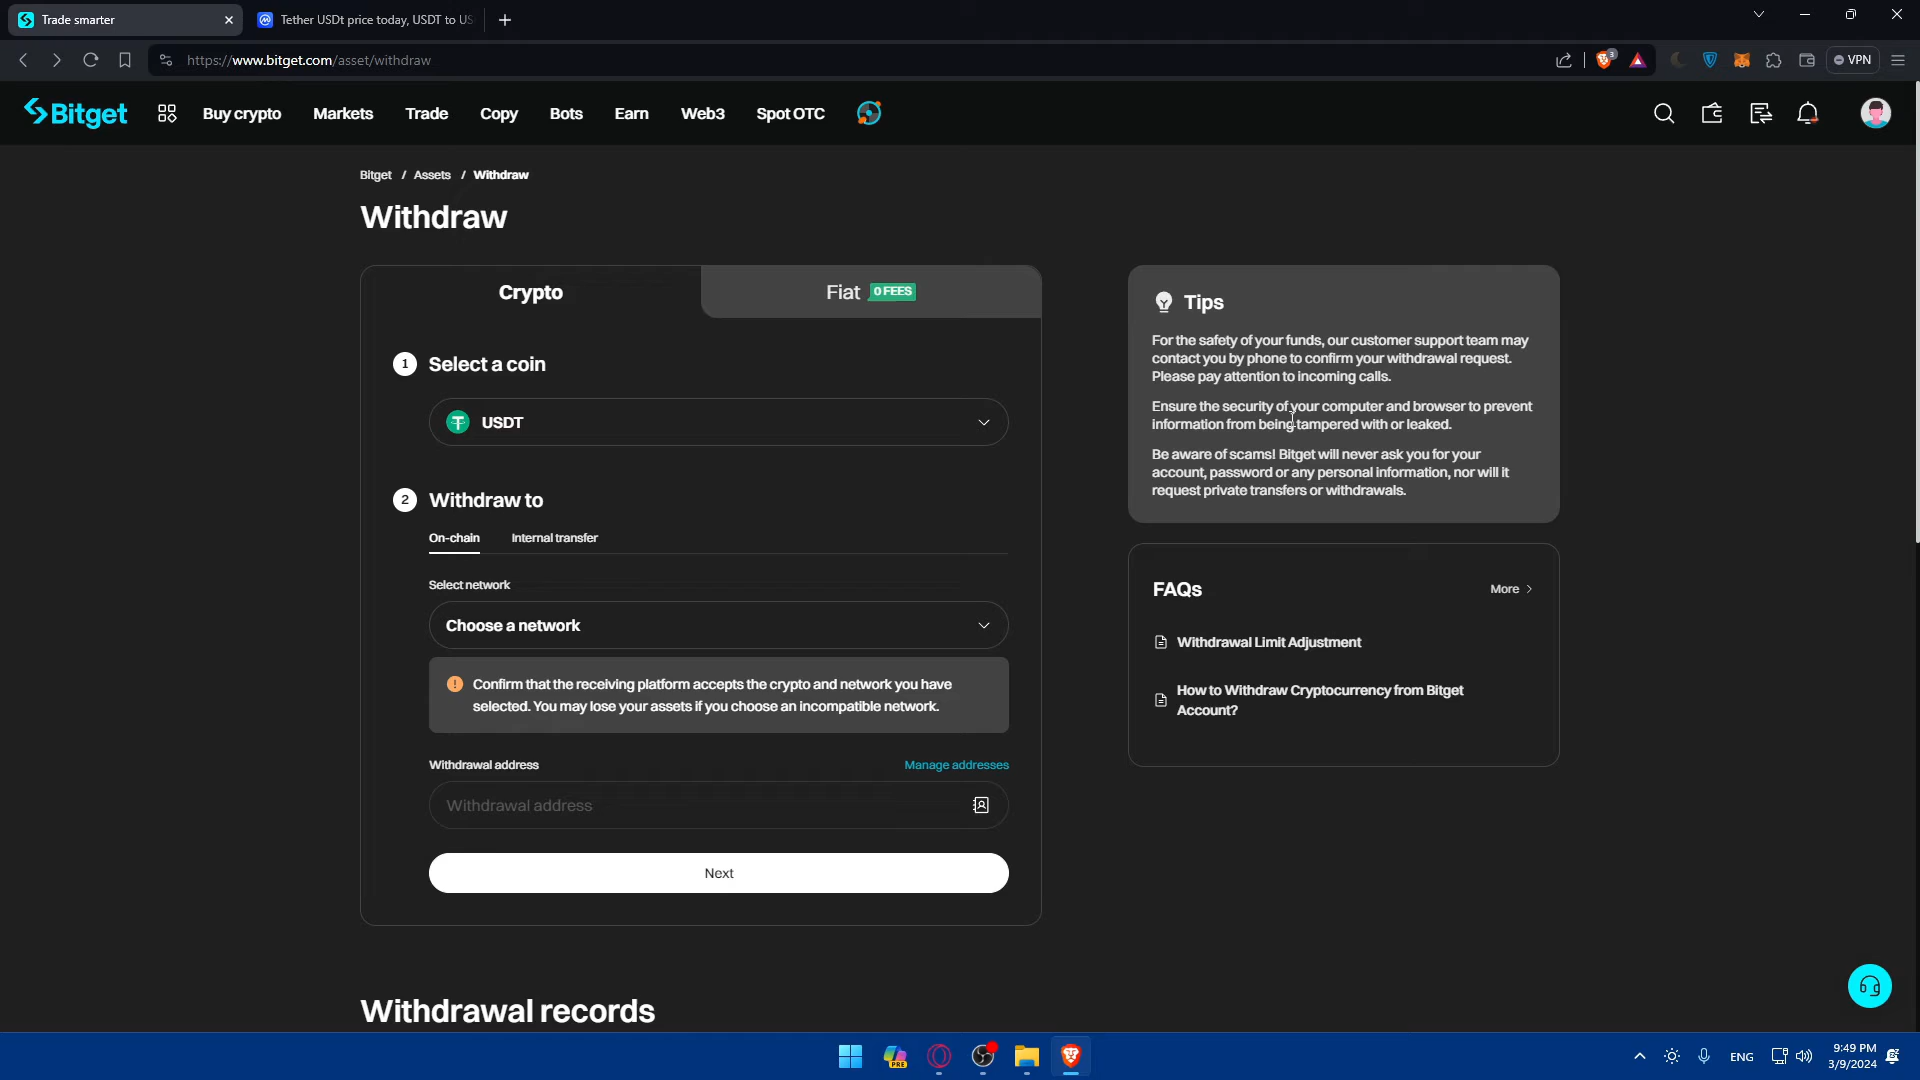 Trade smarter
Tether USDt price today, USDT to US
https://www.bitget.com/asset/withdraw
3
VPN
Bitget
Buy crypto
Markets
Trade
Copy
Bots
Earn
Web3
Spot OTC
Bitget / Assets / Withdraw
Withdraw
Crypto
Fiat 0 FEES
1 Select a coin
USDT
2 Withdraw to
On-chain
Internal transfer
Select network
Choose a network
Confirm that the receiving platform accepts the crypto and network you have
selected. You may lose your assets if you choose an incompatible network.
Withdrawal address
Manage addresses
Withdrawal address
Next
Tips
For the safety of your funds, our customer support team may
contact you by phone to confirm your withdrawal request.
Please pay attention to incoming calls.
Ensure the security of your computer and browser to prevent
information from being tampered with or leaked.
Be aware of scams! Bitget will never ask you for your
account, password or any personal information, nor will it
request private transfers or withdrawals.
FAQs
More
Withdrawal Limit Adjustment
How to Withdraw Cryptocurrency from Bitget
Account?
Withdrawal records
PRE
ENG
9:49 PM
3/9/2024